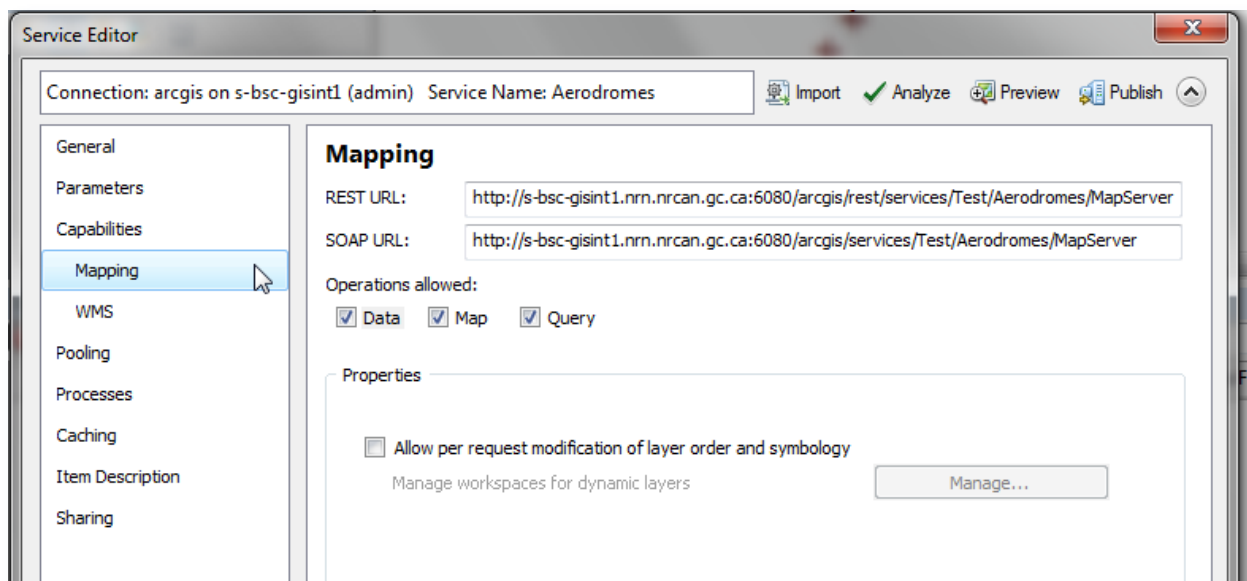 Service Editor
Connection: arcgis on s-bsc-gisint1 (admin) Service Name: Aerodromes
Import Analyze Preview Publish
General
Parameters
Capabilities
Mapping
WMS
Pooling
Processes
Caching
Item Description
Sharing
Mapping
REST URL: http://s-bsc-gisint1.nrn.nrcan.gc.ca:6080/arcgis/rest/services/Test/Aerodromes/MapServer
SOAP URL: http://s-bsc-gisint1.nrn.nrcan.gc.ca:6080/arcgis/services/Test/Aerodromes/MapServer
Operations allowed:
Data Map Query
Properties
Allow per request modification of layer order and symbology
Manage workspaces for dynamic layers Manage...
F